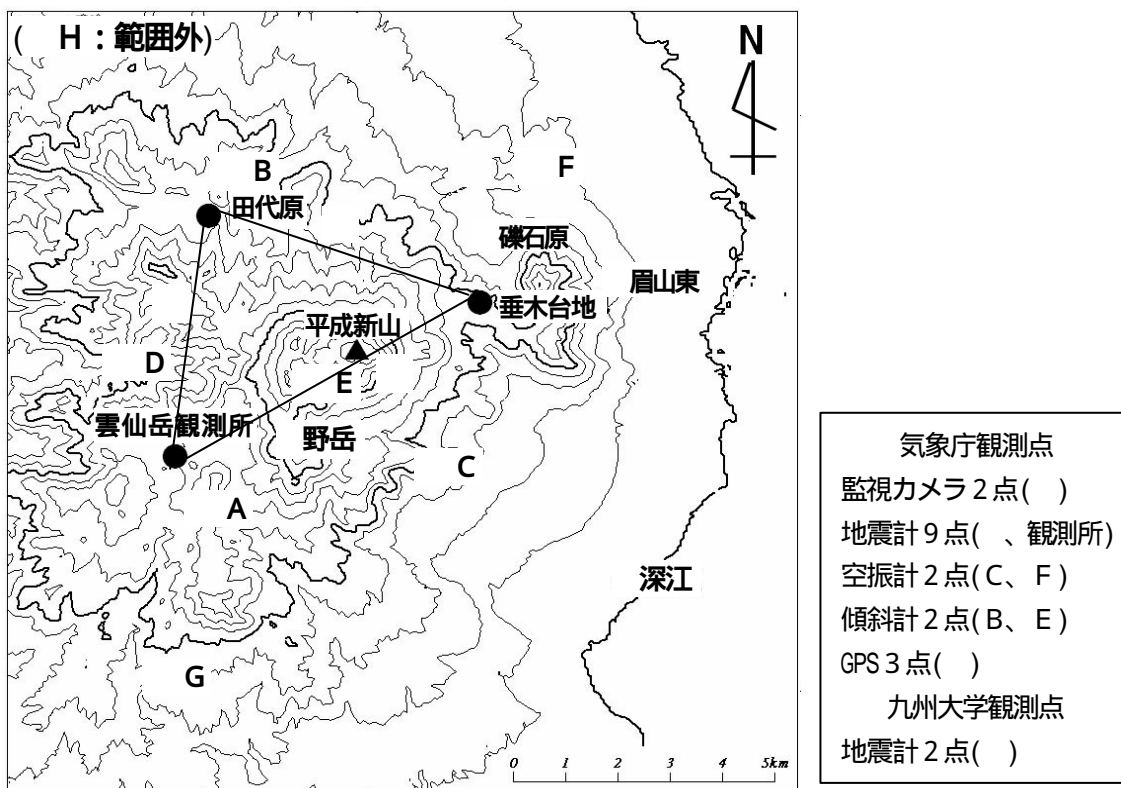 (　H：範囲外)
N
B
F
田代原
礫石原
眉山東
垂木台地
平成新山
D
E
雲仙岳観測所
野岳
C
A
深江
G
0 1 2 3 4 5km
気象庁観測点
監視カメラ２点(　)
地震計９点(　、観測所)
空振計２点(Ｃ、Ｆ)
傾斜計２点(Ｂ、Ｅ)
GPS３点(　)
九州大学観測点
地震計２点(　)